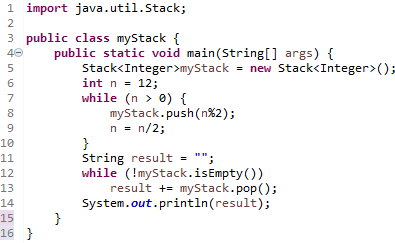 1 import java.util.Stack;
2
3 public class myStack {
4 public static void main(String[] args) {
5 Stack<Integer>myStack = new Stack<Integer>();
6 int n = 12;
7 while (n > 0) {
8 myStack.push(n%2);
9 n = n/2;
10 }
11 String result = "";
12 while (!myStack.isEmpty())
13 result += myStack.pop();
14 System.out.println(result);
15 }
16 }